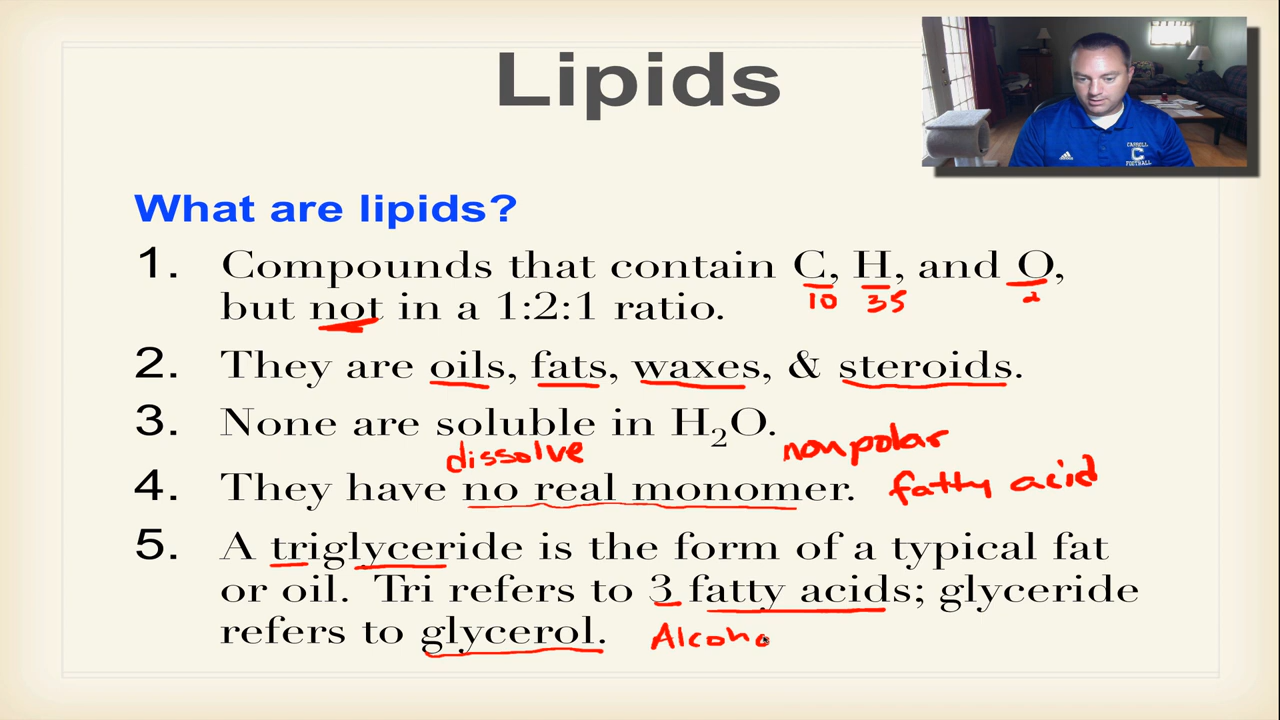 Lipids
CARROLL
C
FOOTBALL
What are lipids?
1. Compounds that contain C, H, and O,
10 35 2
but not in a 1:2:1 ratio.
2. They are oils, fats, waxes, & steroids.
3. None are soluble in H₂O.
dissolve nonpolar
4. They have no real monomer. fatty acid
5. A triglyceride is the form of a typical fat
or oil. Tri refers to 3 fatty acids; glyceride
refers to glycerol. Alcoho